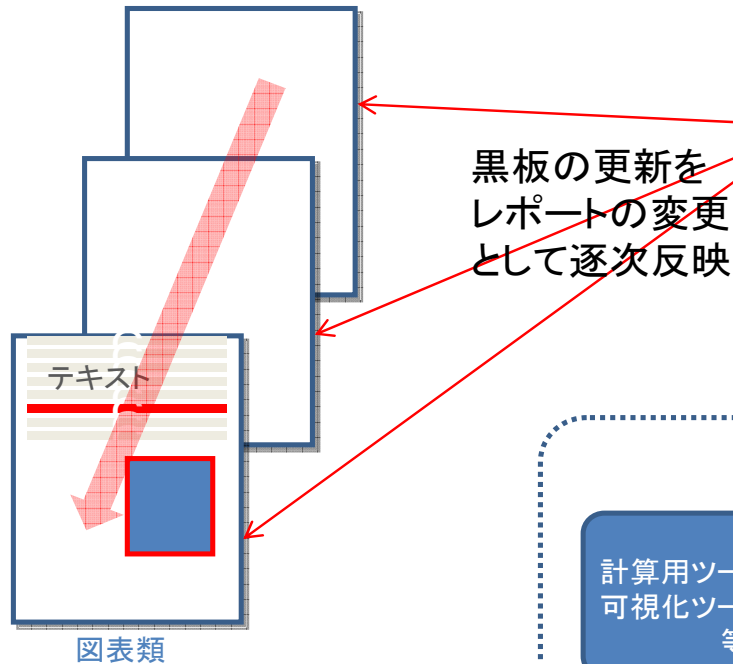 黒板の更新を
レポートの変更
として逐次反映
テキスト
計算用ツー
可視化ツー
等
図表類